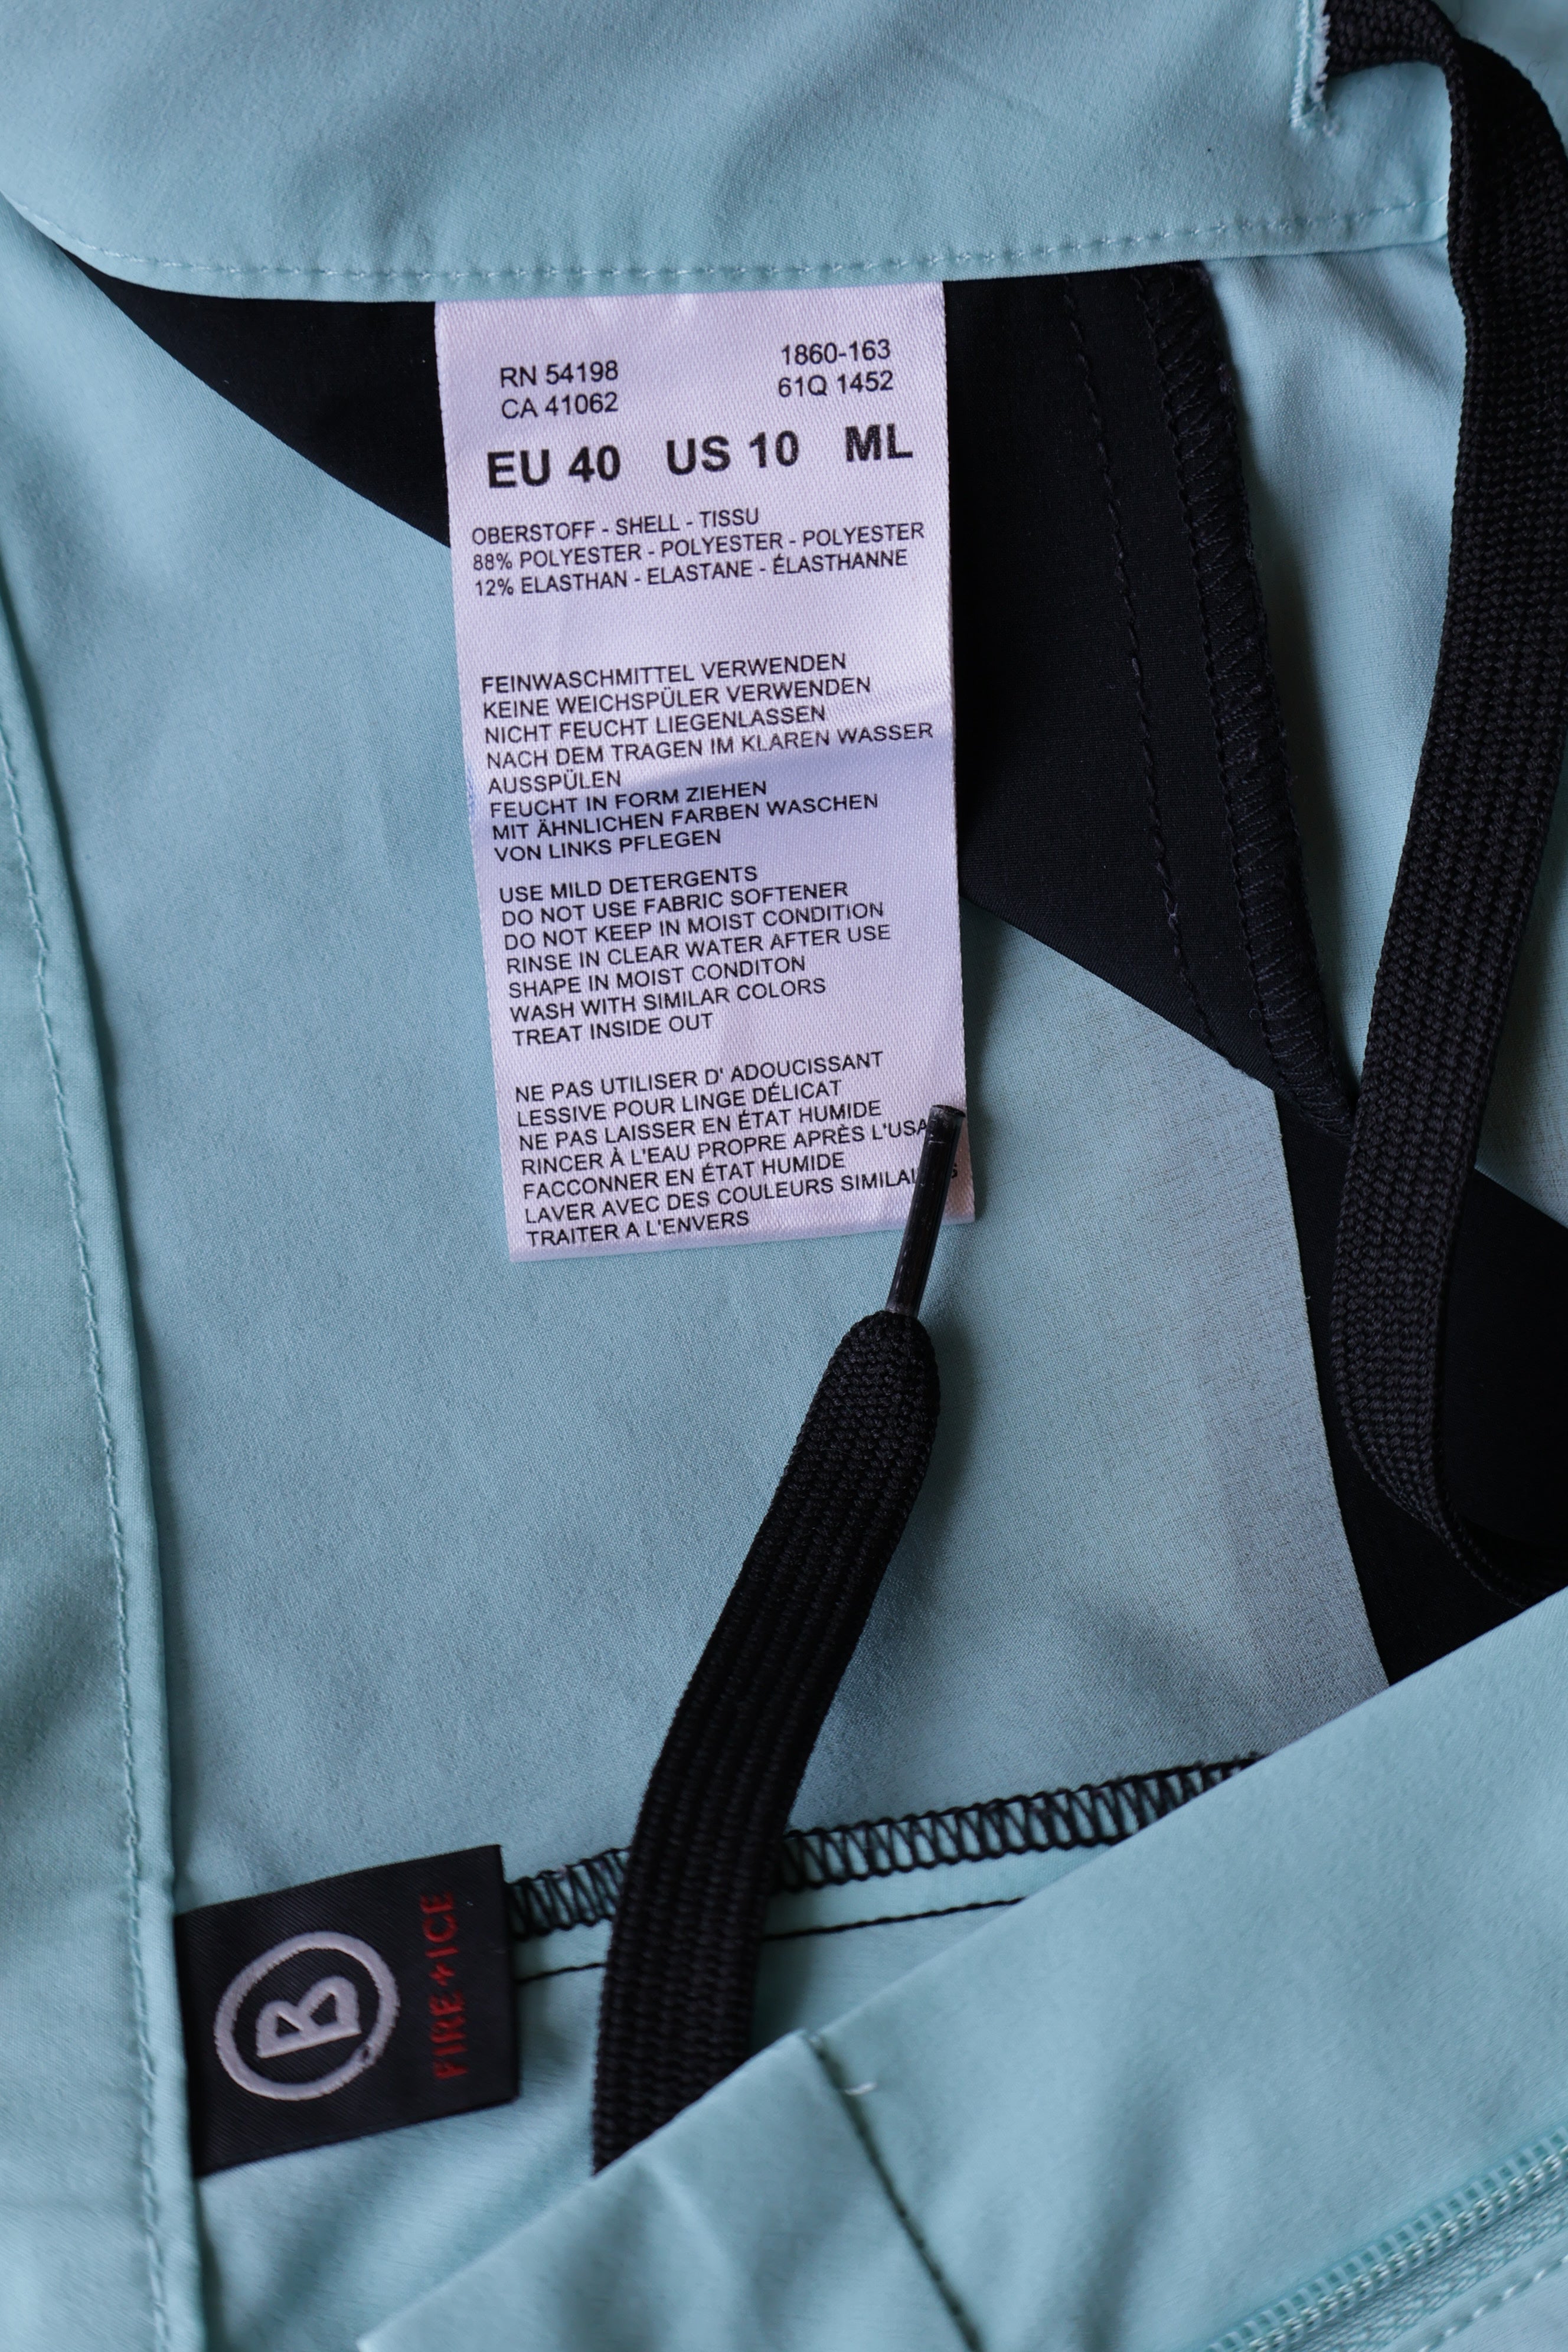 RN 54198
CA 41062
1860-163
61Q 1452
EU 40 US 10 ML
OBERSTOFF - SHELL - TISSU
88% POLYESTER - POLYESTER - POLYESTER
12% ELASTHAN - ELASTANE - ÉLASTHANNE
FEINWASCHMITTEL VERWENDEN
KEINE WEICHSPÜLER VERWENDEN
NICHT FEUCHT LIEGENLASSEN
NACH DEM TRAGEN IM KLAREN WASSER
AUSSPÜLEN
FEUCHT IN FORM ZIEHEN
MIT ÄHNLICHEN FARBEN WASCHEN
VON LINKS PFLEGEN
USE MILD DETERGENTS
DO NOT USE FABRIC SOFTENER
DO NOT KEEP IN MOIST CONDITION
RINSE IN CLEAR WATER AFTER USE
SHAPE IN MOIST CONDITON
WASH WITH SIMILAR COLORS
TREAT INSIDE OUT
NE PAS UTILISER D' ADOUCISSANT
LESSIVE POUR LINGE DÉLICAT
NE PAS LAISSER EN ÉTAT HUMIDE
RINCER À L'EAU PROPRE APRÈS
FACCONNER EN ÉTAT HUMIDE
LAVER AVEC DES COULEURS
TRAITER A L'ENVERS
B
FIRE+ICE